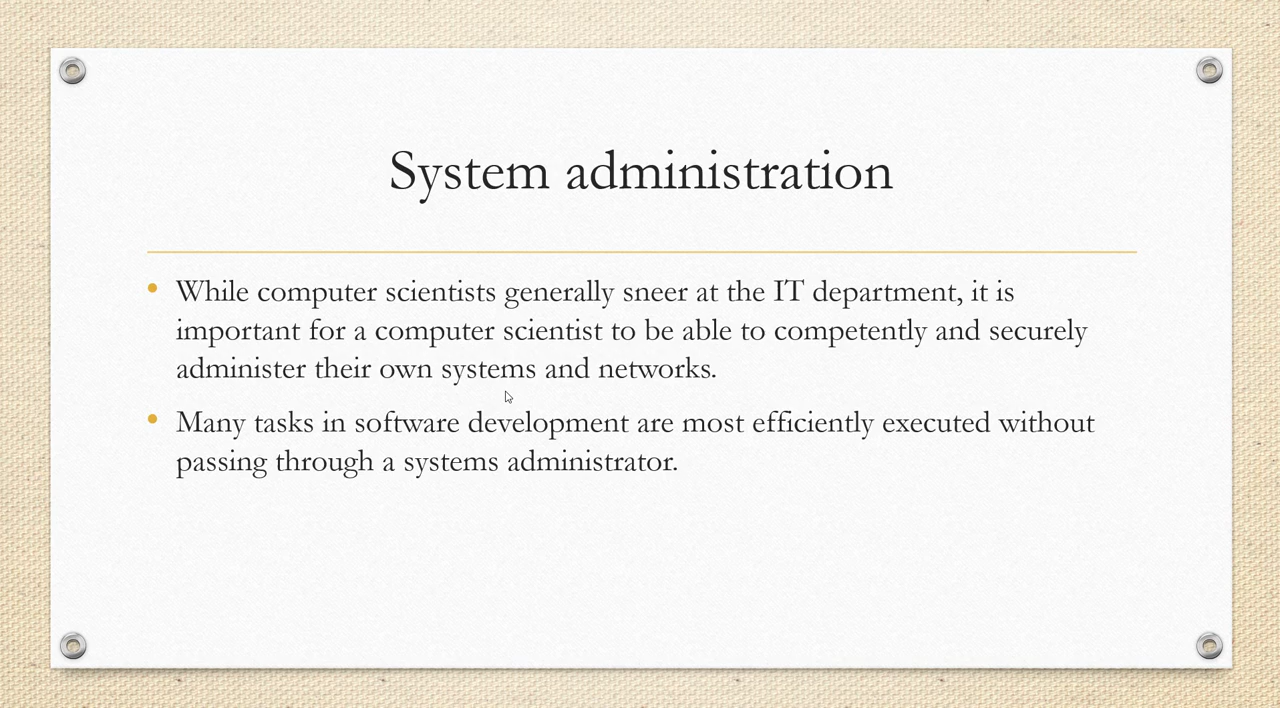 System administration
• While computer scientists generally sneer at the IT department, it is
important for a computer scientist to be able to competently and securely
administer their own systems and networks.
• Many tasks in software development are most efficiently executed without
passing through a systems administrator.